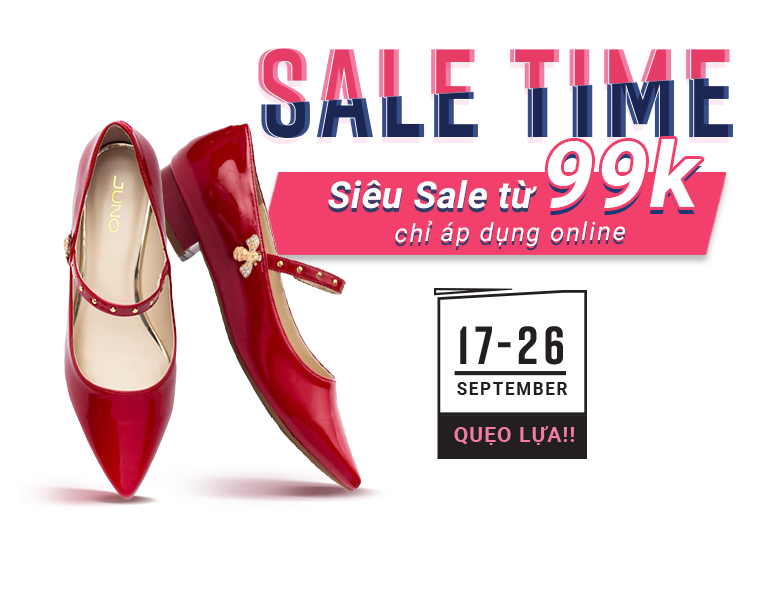 SALE TIME
Siêu Sale từ 99k
chỉ áp dụng online
JUNO
17-26
SEPTEMBER
QUẸO LỰA!!